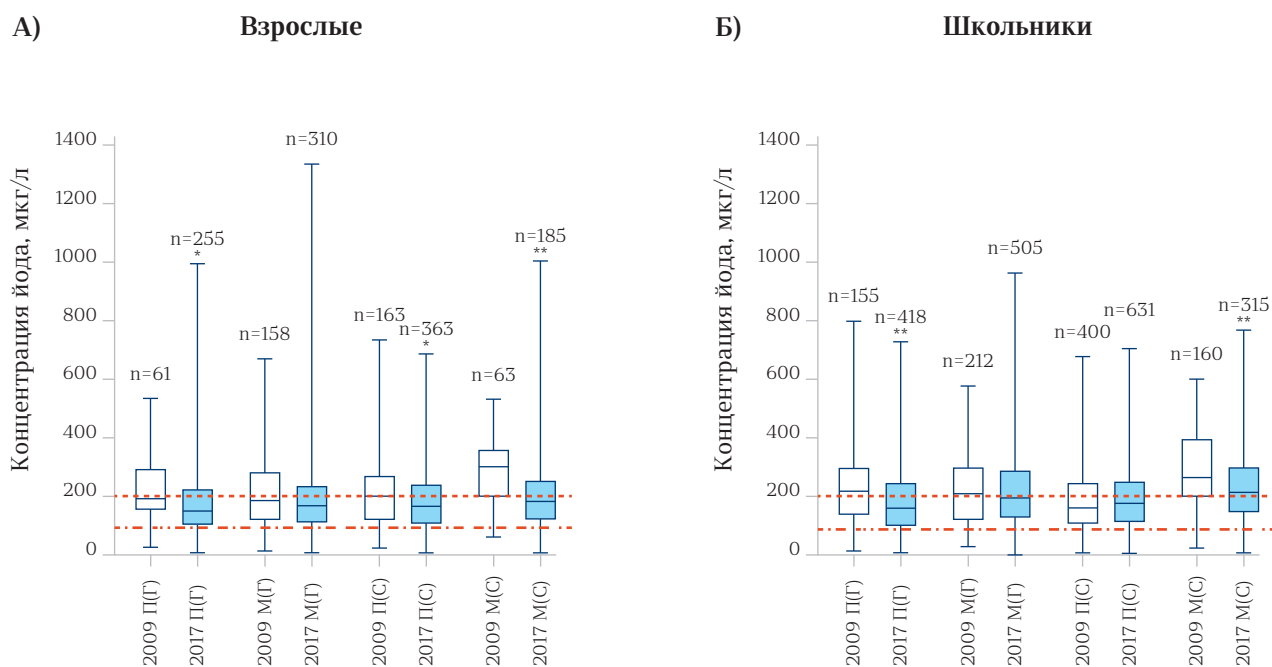 А)
Взрослые
Концентрация йода, мкг/л
1400
1200
1000
800
600
400
200
0
n=61
n=255
*
n=158
n=310
n=163
n=363
*
n=63
n=185
**
2009 П(Г)
2017 П(Г)
2009 М(Г)
2017 М(Г)
2009 П(С)
2017 П(С)
2009 М(С)
2017 М(С)
Б)
Школьники
Концентрация йода, мкг/л
1400
1200
1000
800
600
400
200
0
n=155
n=418
**
n=212
n=505
n=400
n=631
n=160
n=315
**
2009 П(Г)
2017 П(Г)
2009 М(Г)
2017 М(Г)
2009 П(С)
2017 П(С)
2009 М(С)
2017 М(С)